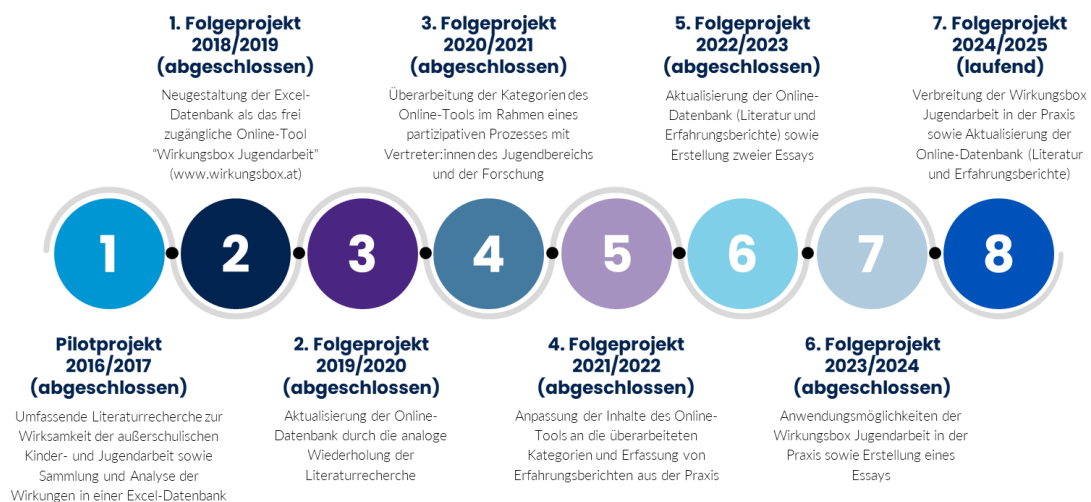 1. Folgeprojekt
2018/2019
(abgeschlossen)
Neugestaltung der Excel-
Datenbank als das frei
zugängliche Online-Tool
"Wirkungsbox Jugendarbeit"
(www.wirkungsbox.at)
3. Folgeprojekt
2020/2021
(abgeschlossen)
Überarbeitung der Kategorien des
Online-Tools im Rahmen eines
partizipativen Prozesses mit
Vertreter:innen des Jugendbereichs
und der Forschung
5. Folgeprojekt
2022/2023
(abgeschlossen)
Aktualisierung der Online-
Datenbank (Literatur und
Erfahrungsberichte) sowie
Erstellung zweier Essays
7. Folgeprojekt
2024/2025
(laufend)
Verbreitung der Wirkungsbox
Jugendarbeit in der Praxis
sowie Aktualisierung der
Online-Datenbank (Literatur
und Erfahrungsberichte)
1
2
3
4
5
6
7
8
Pilotprojekt
2016/2017
(abgeschlossen)
Umfassende Literaturrecherche zur
Wirksamkeit der außerschulischen
Kinder- und Jugendarbeit sowie
Sammlung und Analyse der
Wirkungen in einer Excel-Datenbank
2. Folgeprojekt
2019/2020
(abgeschlossen)
Aktualisierung der Online-
Datenbank durch die analoge
Wiederholung der
Literaturrecherche
4. Folgeprojekt
2021/2022
(abgeschlossen)
Anpassung der Inhalte des Online-
Tools an die überarbeiteten
Kategorien und Erfassung von
Erfahrungsberichten aus der Praxis
6. Folgeprojekt
2023/2024
(abgeschlossen)
Anwendungsmöglichkeiten der
Wirkungsbox Jugendarbeit in der
Praxis sowie Erstellung eines
Essays